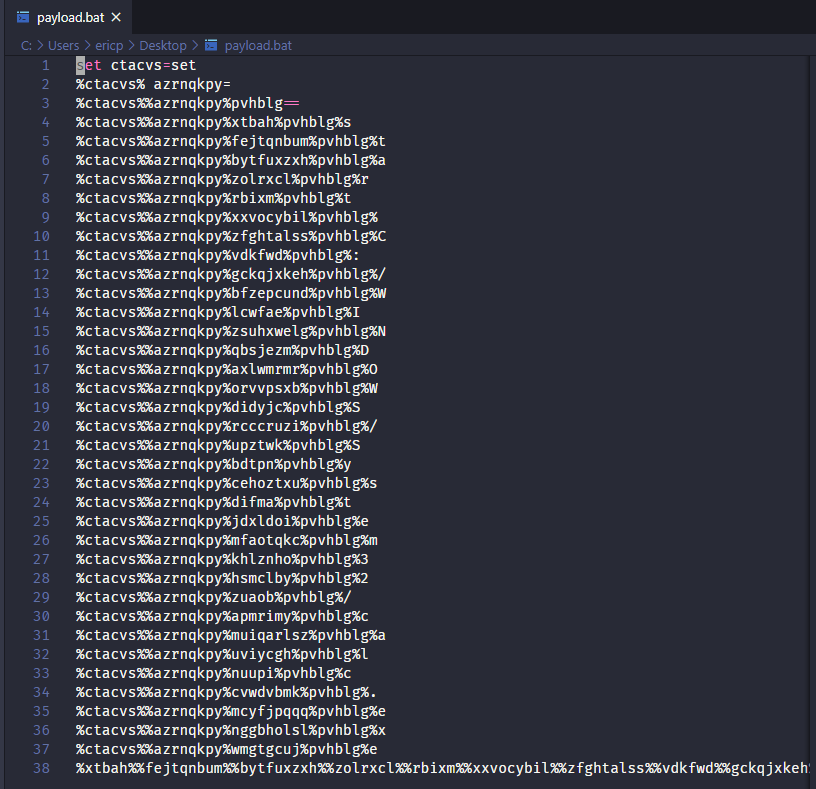 payload.bat
C: > Users > ericp > Desktop > payload.bat
1 set ctacvs=set
2 %ctacvs% azrnqkpy=
3 %ctacvs%%azrnqkpy%pvhblg==
4 %ctacvs%%azrnqkpy%xtbah%pvhblg%s
5 %ctacvs%%azrnqkpy%fejtqnbum%pvhblg%t
6 %ctacvs%%azrnqkpy%bytfuxzxh%pvhblg%a
7 %ctacvs%%azrnqkpy%zolrxcl%pvhblg%r
8 %ctacvs%%azrnqkpy%rbixm%pvhblg%t
9 %ctacvs%%azrnqkpy%xxvocybil%pvhblg%
10 %ctacvs%%azrnqkpy%zfghtalss%pvhblg%C
11 %ctacvs%%azrnqkpy%vdkfwd%pvhblg%:
12 %ctacvs%%azrnqkpy%gckqjxkeh%pvhblg%/
13 %ctacvs%%azrnqkpy%bfzepcund%pvhblg%W
14 %ctacvs%%azrnqkpy%lcwfae%pvhblg%I
15 %ctacvs%%azrnqkpy%zsuhxwelg%pvhblg%N
16 %ctacvs%%azrnqkpy%qbsjezm%pvhblg%D
17 %ctacvs%%azrnqkpy%axlwmrmr%pvhblg%O
18 %ctacvs%%azrnqkpy%orvvpsxb%pvhblg%W
19 %ctacvs%%azrnqkpy%didyjc%pvhblg%S
20 %ctacvs%%azrnqkpy%rcccruzi%pvhblg%/
21 %ctacvs%%azrnqkpy%upztwk%pvhblg%S
22 %ctacvs%%azrnqkpy%bdtpn%pvhblg%y
23 %ctacvs%%azrnqkpy%cehoztxu%pvhblg%s
24 %ctacvs%%azrnqkpy%difma%pvhblg%t
25 %ctacvs%%azrnqkpy%jdxldoi%pvhblg%e
26 %ctacvs%%azrnqkpy%mfaotqkc%pvhblg%m
27 %ctacvs%%azrnqkpy%khlznho%pvhblg%3
28 %ctacvs%%azrnqkpy%hsmclby%pvhblg%2
29 %ctacvs%%azrnqkpy%zuaob%pvhblg%/
30 %ctacvs%%azrnqkpy%apmrimy%pvhblg%c
31 %ctacvs%%azrnqkpy%muiqarlsz%pvhblg%a
32 %ctacvs%%azrnqkpy%uviycgh%pvhblg%l
33 %ctacvs%%azrnqkpy%nuupi%pvhblg%c
34 %ctacvs%%azrnqkpy%cvwdvbmk%pvhblg%.
35 %ctacvs%%azrnqkpy%mcyfjpqqq%pvhblg%e
36 %ctacvs%%azrnqkpy%nggbholsl%pvhblg%x
37 %ctacvs%%azrnqkpy%wmgtgcuj%pvhblg%e
38 %xtbah%%fejtqnbum%%bytfuxzxh%%zolrxcl%%rbixm%%xxvocybil%%zfghtalss%%vdkfwd%%gckqjxkeh%